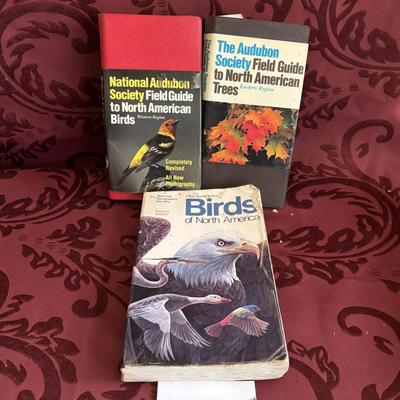 National Audubon
Society Field Guide
to North American
Birds
Western Region
Completely
Revised
All New
Photography
The Audubon
Society Field Guide
to North American
Trees
Eastern Region
Birds
of North America